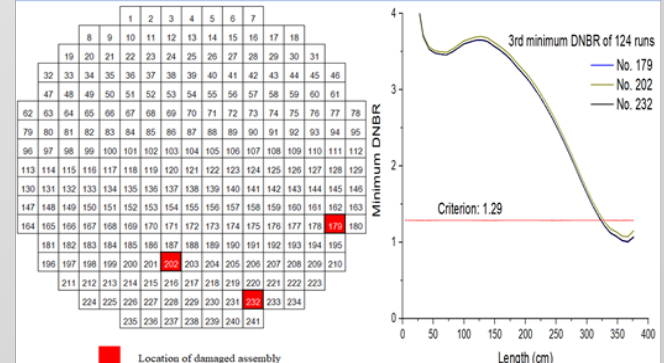 1 2 3 4 5 6 7
8 9 10 11 12 13 14 15 16 17 18
19 20 21 22 23 24 25 26 27 28 29 30 31
32 33 34 35 36 37 38 39 40 41 42 43 44 45 46
47 48 49 50 51 52 53 54 55 56 57 58 59 60 61
62 63 64 65 66 67 68 69 70 71 72 73 74 75 76 77 78
79 80 81 82 83 84 85 86 87 88 89 90 91 92 93 94 95
96 97 98 99 100 101 102 103 104 105 106 107 108 109 110 111 112
113 114 115 116 117 118 119 120 121 122 123 124 125 126 127 128 129
130 131 132 133 134 135 136 137 138 139 140 141 142 143 144 145 146
147 148 149 150 151 152 153 154 155 156 157 158 159 160 161 162 163
164 165 166 167 168 169 170 171 172 173 174 175 176 177 178 179 180
181 182 183 184 185 186 187 188 189 190 191 192 193 194 195
196 197 198 199 200 201 202 203 204 205 206 207 208 209 210
211 212 213 214 215 216 217 218 219 220 221 222 223
224 225 226 227 228 229 230 231 232 233 234
235 236 237 238 239 240 241
Location of damaged assembly
Minimum DNBR
4
3
2
1
0
3rd minimum DNBR of 124 runs
No. 179
No. 202
No. 232
Criterion: 1.29
0 50 100 150 200 250 300 350 400
Length (cm)